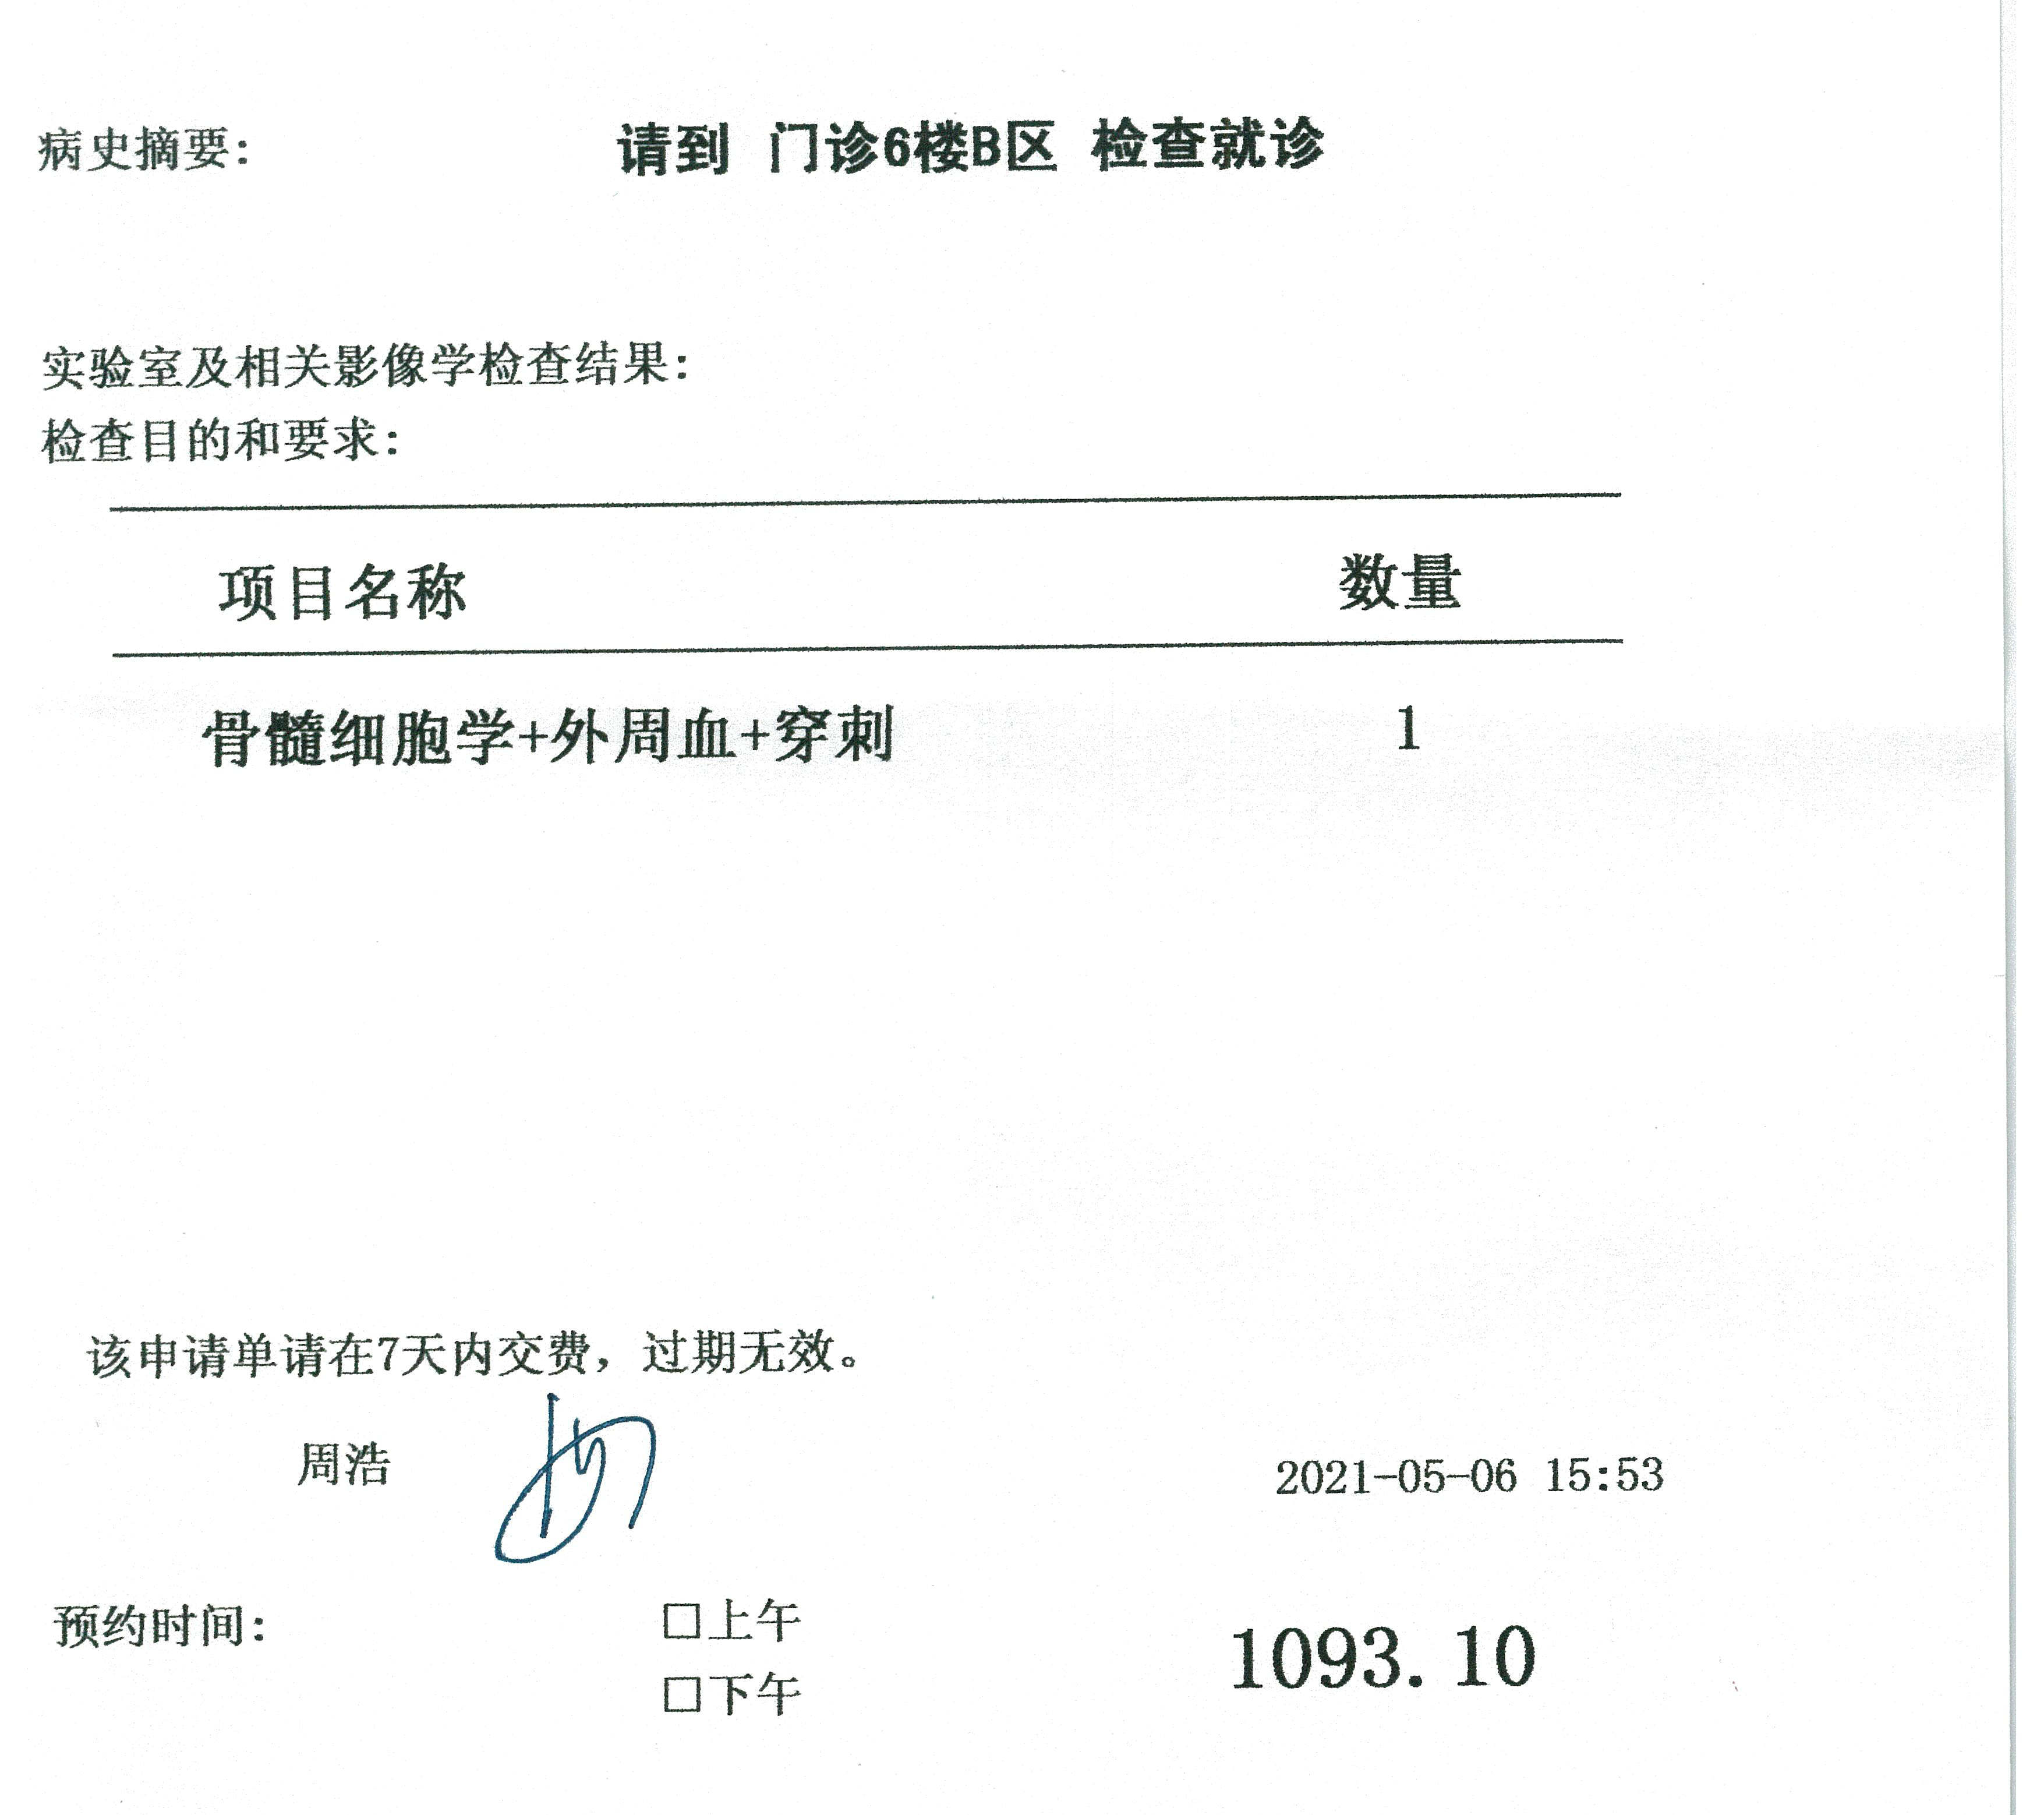 病史摘要: 请到 门诊6楼B区 检查就诊
实验室及相关影像学检查结果:
检查目的和要求:
项目名称 数量
骨髓细胞学+外周血+穿刺 1
该申请单请在7天内交费，过期无效。
周浩 2021-05-06 15:53
预约时间: □上午 1093.10
□下午